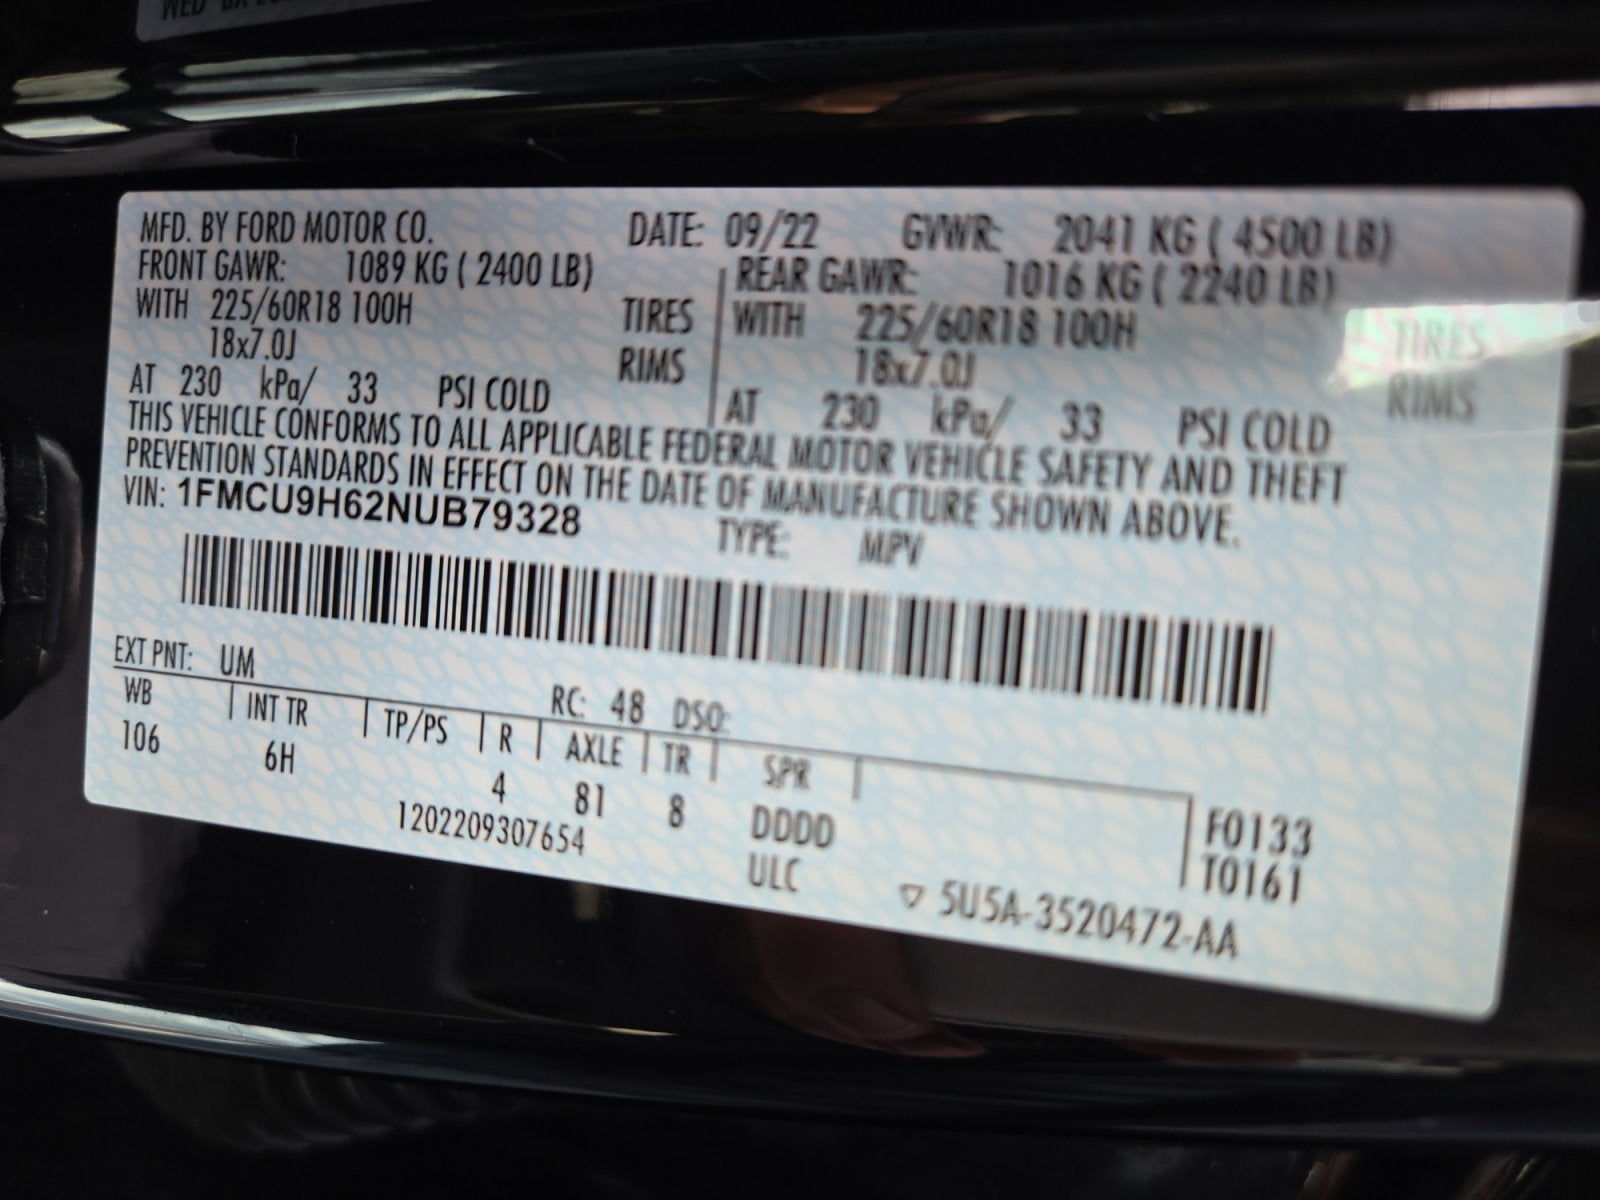 MFD. BY FORD MOTOR CO. DATE: 09/22 GVWR: 2041 KG ( 4500 LB)
FRONT GAWR: 1089 KG ( 2400 LB) REAR GAWR: 1016 KG ( 2240 LB)
WITH 225/60R18 100H TIRES WITH 225/60R18 100H TIRES
18x7.0J RIMS 18x7.0J RIMS
AT 230 kPa/ 33 PSI COLD AT 230 kPa/ 33 PSI COLD
THIS VEHICLE CONFORMS TO ALL APPLICABLE FEDERAL MOTOR VEHICLE SAFETY AND THEFT
PREVENTION STANDARDS IN EFFECT ON THE DATE OF MANUFACTURE SHOWN ABOVE.
VIN: 1FMCU9H62NUB79328 TYPE: MPV
EXT PNT: UM RC: 48 DSO:
WB INT TR TP/PS R AXLE TR SPR
106 6H 4 81 8 DDDD F0133
1202209307654 ULC T0161
▽ 5U5A-3520472-AA